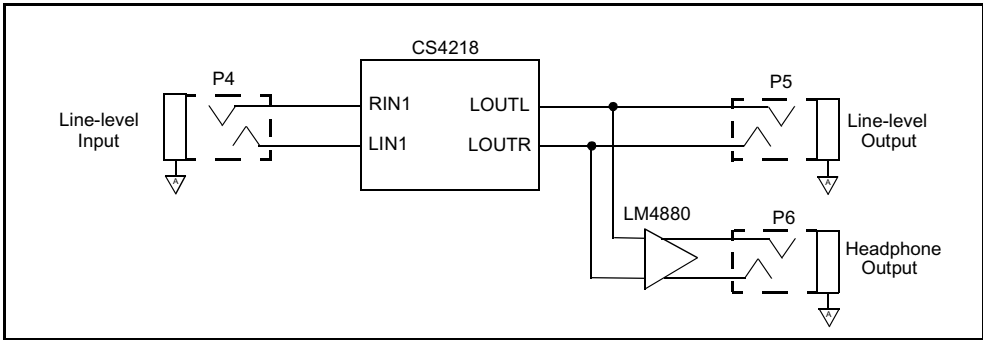 CS4218
P4
P5
RIN1
LOUTL
Line-level
Input
Line-level
Output
LIN1
LOUTR
A
A
LM4880
P6
Headphone
Output
A